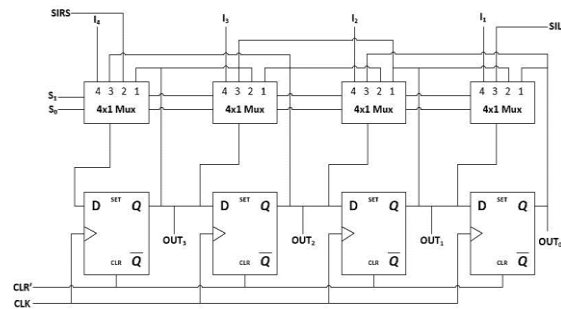 SIRS I₄ I₃ I₂ I₁ SIL
4 3 2 1 4 3 2 1 4 3 2 1 4 3 2 1
S₁
4x1 Mux 4x1 Mux 4x1 Mux 4x1 Mux
S₀
D SET Q D SET Q D SET Q D SET Q
OUT₃ OUT₂ OUT₁ OUT₀
CLR Q CLR Q CLR Q CLR Q
CLR'
CLK